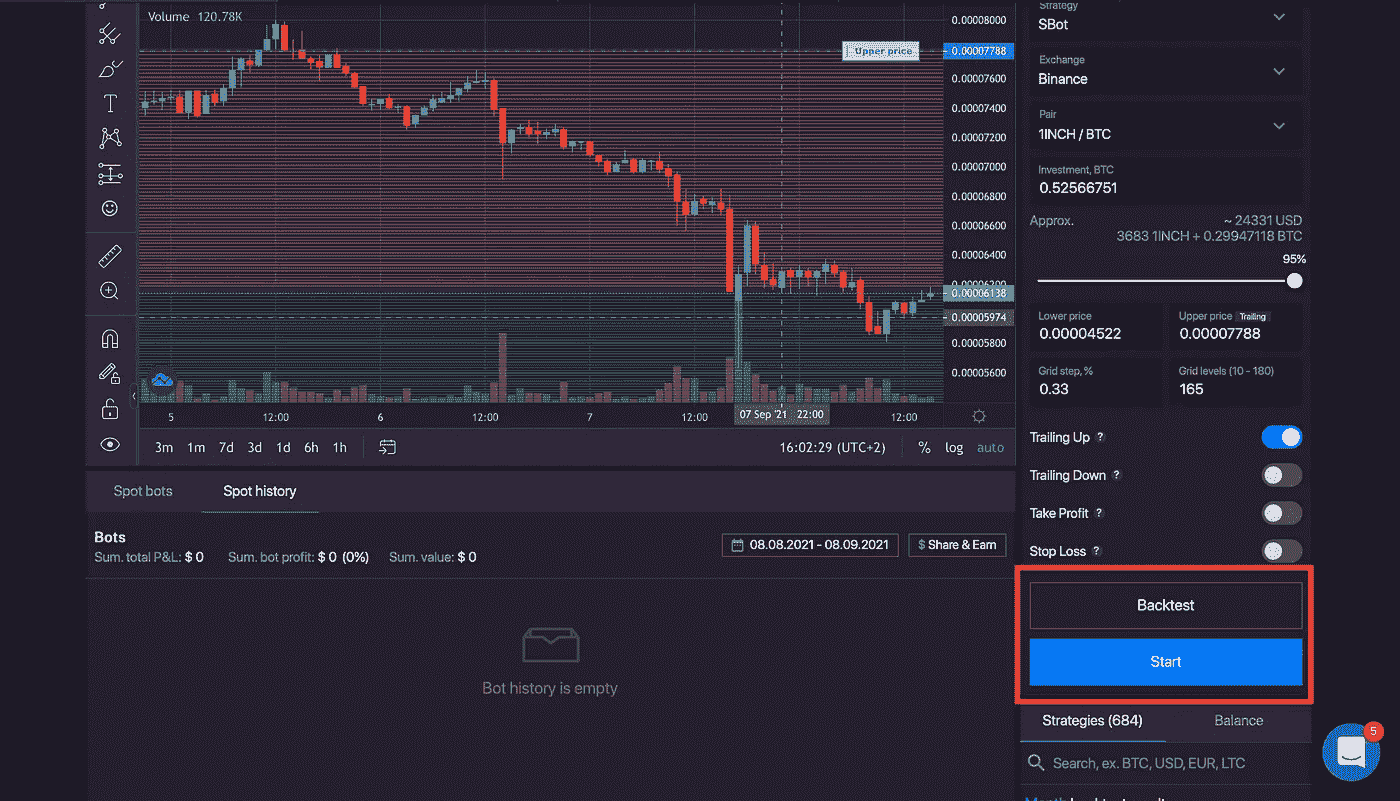 Volume 120.78K
Upper price
0.00008000
0.00007788
0.00007600
0.00007400
0.00007200
0.00007000
0.00006800
0.00006600
0.00006400
0.00006200
0.00006138
0.00005974
0.00005800
0.00005600
5 12:00 6 12:00 7 12:00 07 Sep '21 22:00 12:00
3m 1m 7d 3d 1d 6h 1h 16:02:29 (UTC+2) % log auto
Spot bots Spot history
Bots
Sum. total P&L: $ 0 Sum. bot profit: $ 0 (0%) Sum. value: $ 0
08.08.2021 - 08.09.2021 $ Share & Earn
Bot history is empty
Strategy
SBot
Exchange
Binance
Pair
1INCH / BTC
Investment, BTC
0.52566751
Approx. ~ 24331 USD
3683 1INCH + 0.29947118 BTC
95%
Lower price Upper price Trailing
0.00004522 0.00007788
Grid step, % Grid levels (10 - 180)
0.33 165
Trailing Up ?
Trailing Down ?
Take Profit ?
Stop Loss ?
Backtest
Start
Strategies (684) Balance
Search, ex. BTC, USD, EUR, LTC
5